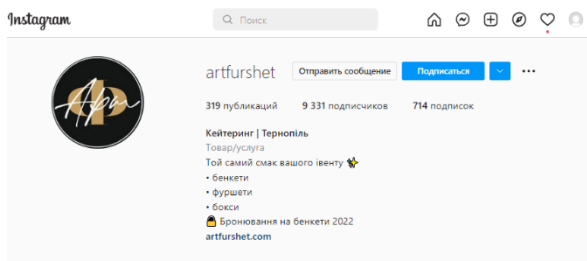 Instagram
Поиск
artfurshet Отправить сообщение Подписаться
319 публикаций 9 331 подписчиков 714 подписок
Арт
Кейтеринг | Тернопіль
Товар/услуга
Той самий смак вашого івенту
• бенкети
• фуршети
• бокси
Бронювання на бенкети 2022
artfurshet.com